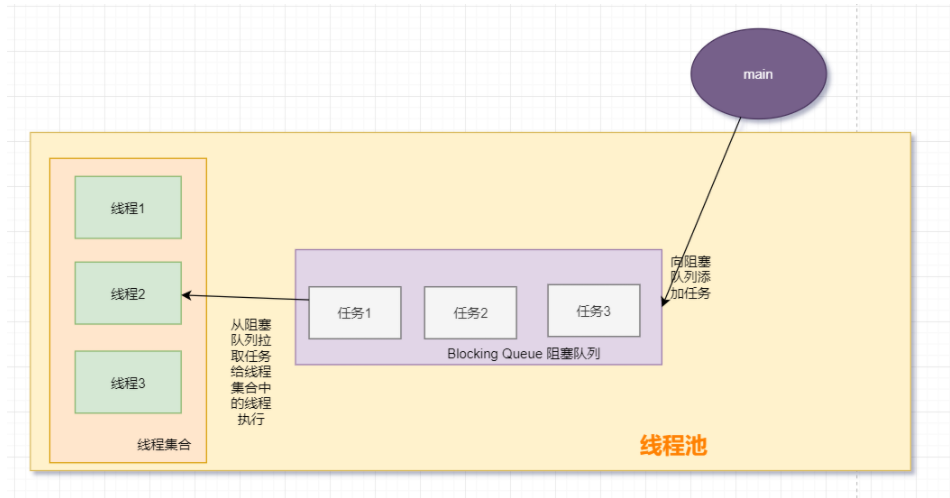 main
线程1
线程2
线程3
线程集合
从阻塞
队列拉
取任务
给线程
集合中
的线程
执行
任务1
任务2
任务3
Blocking Queue 阻塞队列
向阻塞
队列添
加任务
线程池